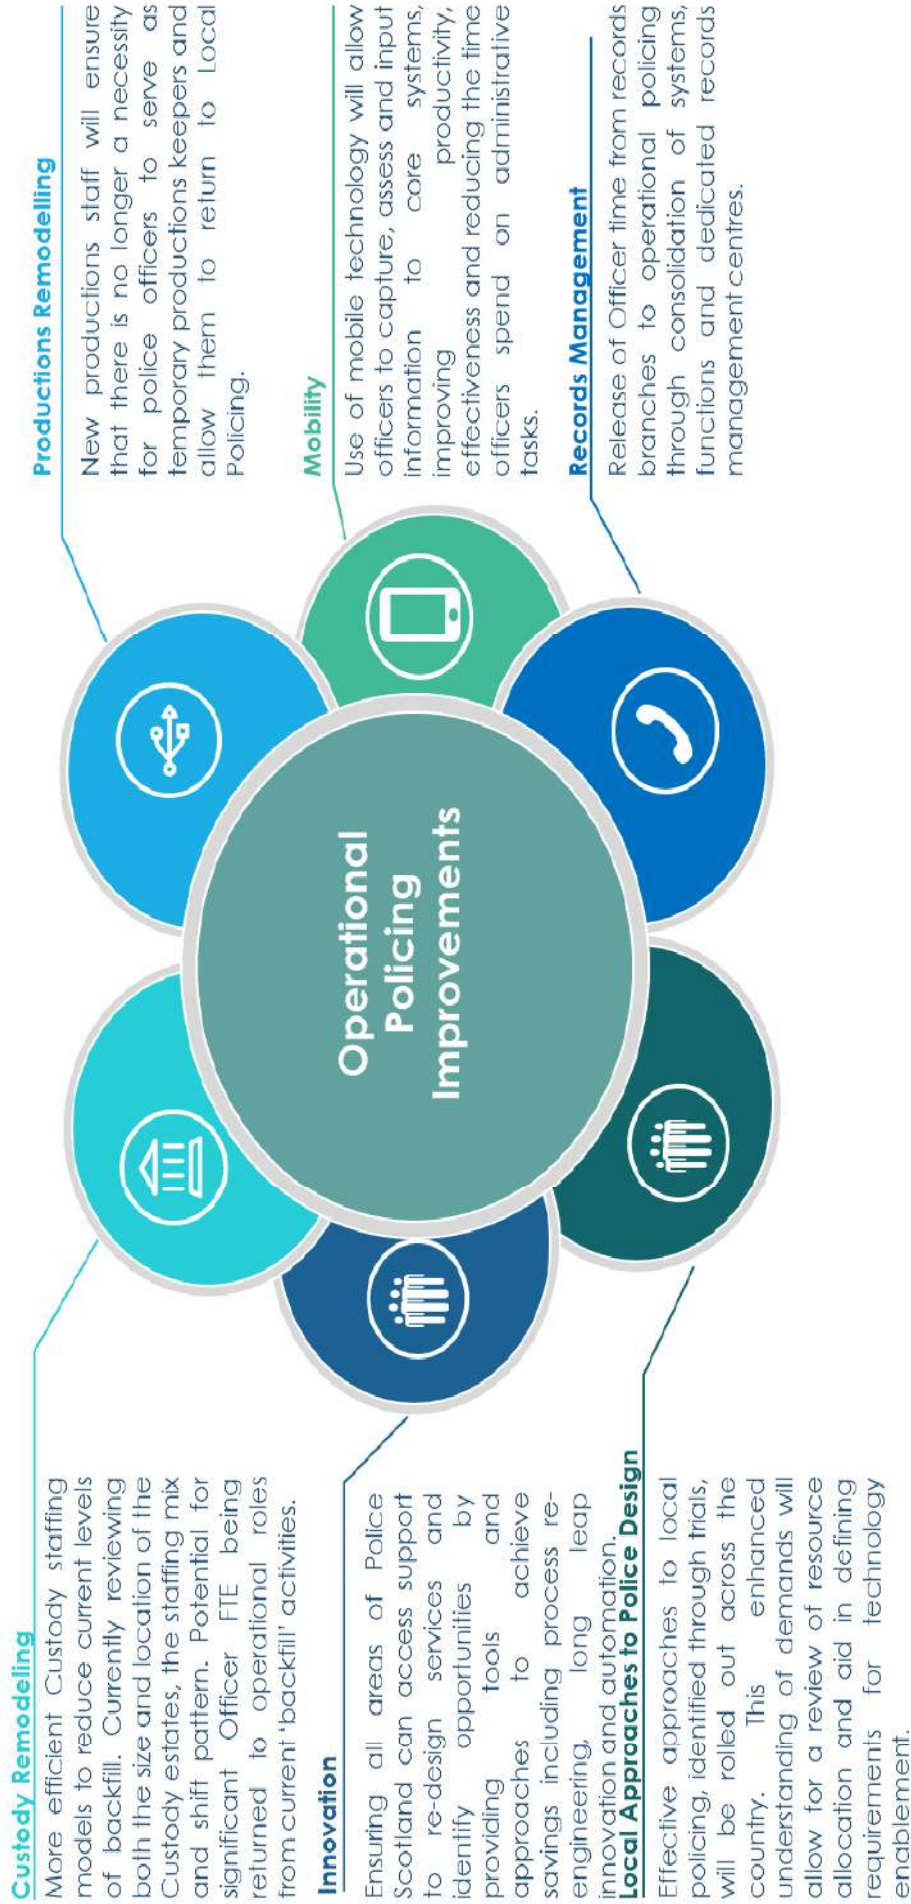 Custody Remodeling
More efficient Custody staffing
models to reduce current levels
of backfill. Currently reviewing
both the size and location of the
Custody estates, the staffing mix
and shift pattern. Potential for
significant Officer FTE being
returned to operational roles
from current 'backfill' activities.
Innovation
Ensuring all areas of Police
Scotland can access support
to re-design services and
identify opportunities by
providing tools and
approaches to achieve
savings including process re-
engineering, long leap
innovation and automation.
Local Approaches to Police Design
Effective approaches to local
policing, identified through trials,
will be rolled out across the
country. This enhanced
understanding of demands will
allow for a review of resource
allocation and aid in defining
requirements for technology
enablement.
Operational
Policing
Improvements
Productions Remodelling
New productions staff will ensure
that there is no longer a necessity
for police officers to serve as
temporary productions keepers and
allow them to return to Local
Policing.
Mobility
Use of mobile technology will allow
officers to capture, assess and input
information to core systems,
improving productivity,
effectiveness and reducing the time
officers spend on administrative
tasks.
Records Management
Release of Officer time from records
branches to operational policing
through consolidation of systems,
functions and dedicated records
management centres.